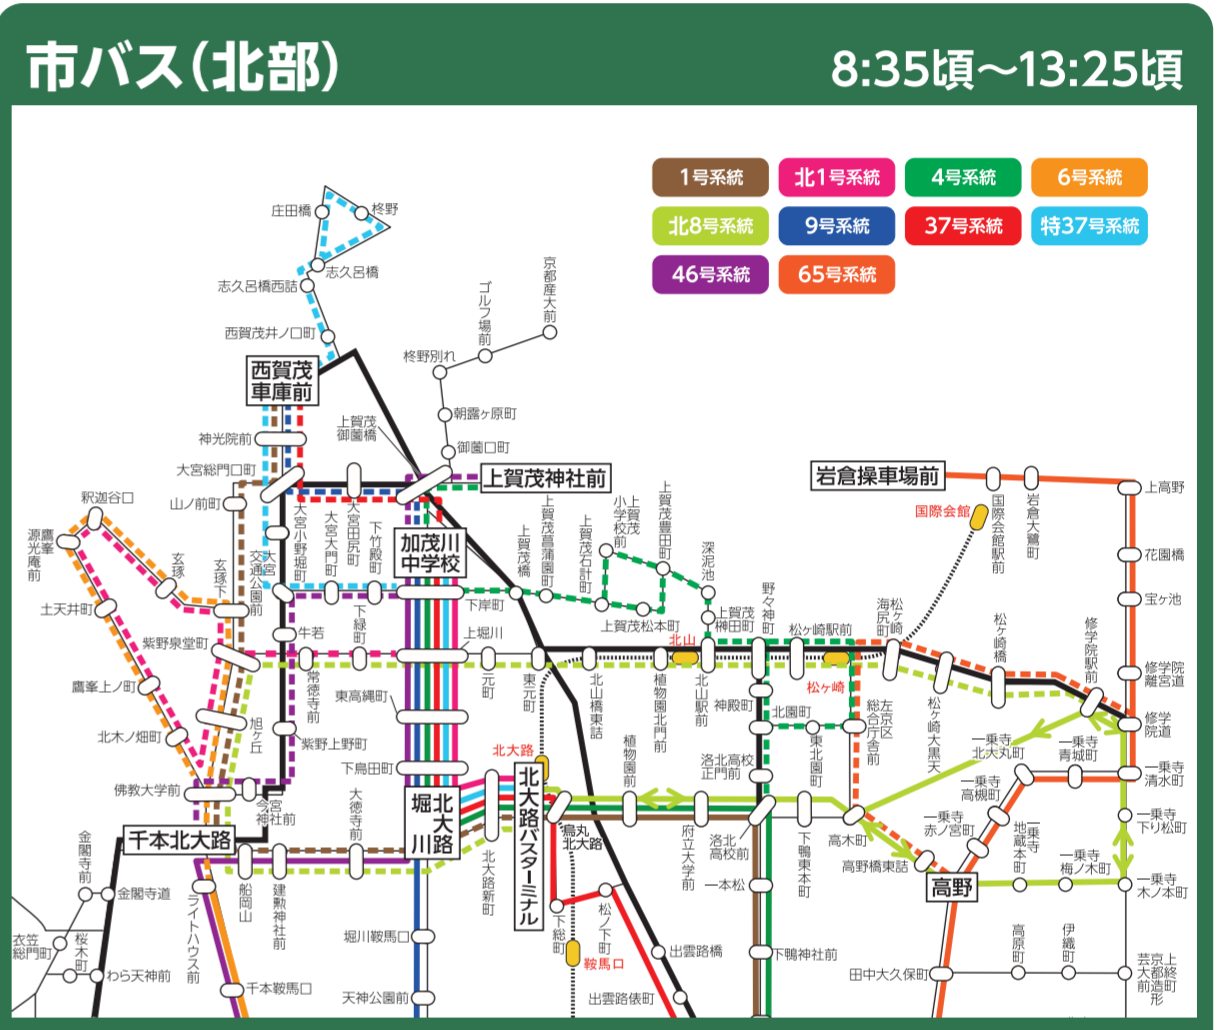 市バス（北部）
8:35頃〜13:25頃
1号系統
北1号系統
4号系統
6号系統
北8号系統
9号系統
37号系統
特37号系統
46号系統
65号系統
庄田橋
柊野
志久呂橋
志久呂橋西詰
西賀茂井ノ口町
西賀茂
車庫前
京都産大前
ゴルフ場前
柊野別れ
朝露ヶ原町
御薗口町
上賀茂
御薗橋
上賀茂神社前
神光院前
大宮総門口町
山ノ前町
釈迦谷口
鷹峯
源光庵前
玄琢
玄琢下
土天井町
紫野泉堂町
鷹峯上ノ町
北木ノ畑町
佛教大学前
大宮
交通公園前
大宮小野堀町
大宮大門町
大宮田尻町
下竹殿町
加茂川
中学校
牛若
下緑町
常徳寺前
旭ヶ丘
紫野上野町
東高縄町
下鳥田町
今宮
神社前
大徳寺前
千本北大路
船岡山
建勲神社前
金閣寺前
金閣寺道
衣笠
総門町
桜木町
わら天神前
ライトハウス前
千本鞍馬口
堀川鞍馬口
天神公園前
北大路
堀川
北大路新町
北大路バスターミナル
北大路
烏丸
北大路
下総町
鞍馬口
松ノ下町
出雲路橋
出雲路俵町
上賀茂橋
下岸町
上堀川
元町
東元町
上賀茂菖蒲園町
上賀茂石計町
上賀茂
小学校前
上賀茂豊田町
上賀茂松本町
深泥池
上賀茂
榊田町
野々神町
北山
北山橋東詰
植物園北門前
北山駅前
植物園前
府立大学前
洛北高校
正門前
洛北
高校前
神殿町
北園町
東北園町
松ヶ崎駅前
松ヶ崎
松ヶ崎
海尻町
左京区
総合庁舎前
松ヶ崎大黒天
松ヶ崎橋
修学院駅前
下鴨東本町
一本松
下鴨神社前
高木町
高野橋東詰
高野
岩倉操車場前
国際会館
国際会館駅前
岩倉大鷺町
上高野
花園橋
宝ヶ池
修学院
離宮道
修学
院道
一乗寺
清水町
一乗寺
下り松町
一乗寺
木ノ本町
一乗寺
北大丸町
一乗寺
青城町
一乗寺
高槻町
一乗寺
赤ノ宮町
一乗寺
地蔵本町
一乗寺
梅ノ木町
田中大久保町
高原町
伊織町
上終町
京都造形
芸大前